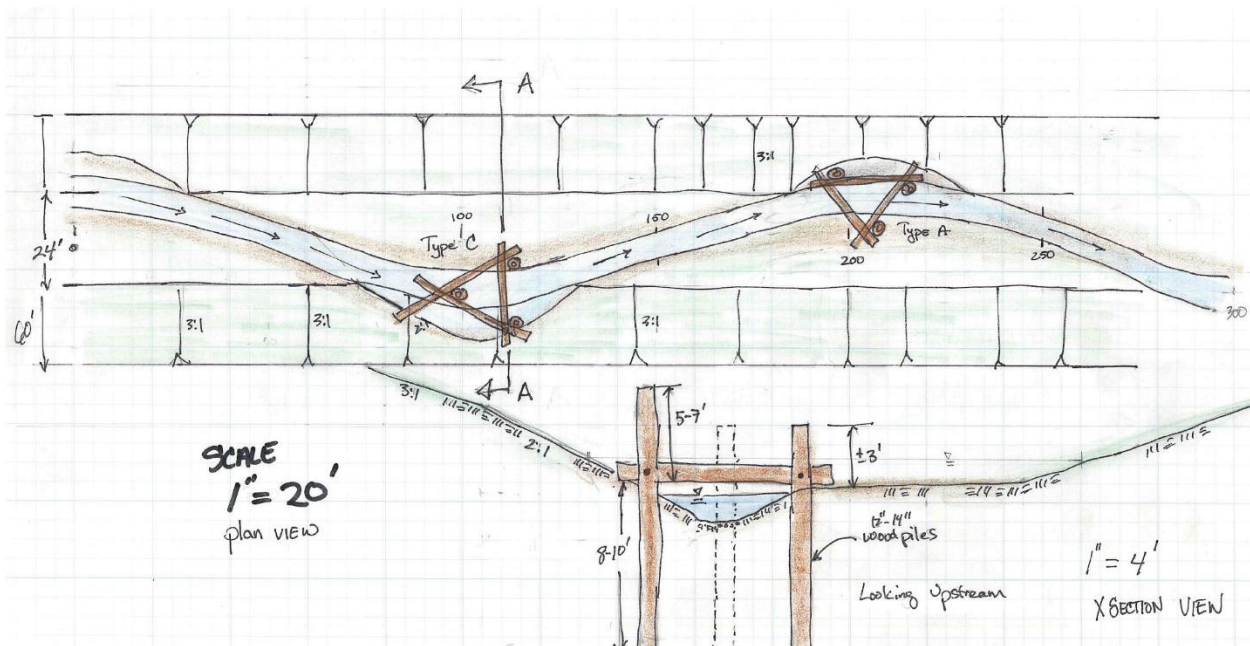 A
3:1
100
150
Type C
Type A
24'
0
200
250
300
60'
3:1
3:1
2:1
3:1
A
3:1
2:1
5-7'
±3'
SCALE
1" = 20'
plan view
8-10'
12"-14"
wood piles
Looking Upstream
1" = 4'
X SECTION VIEW